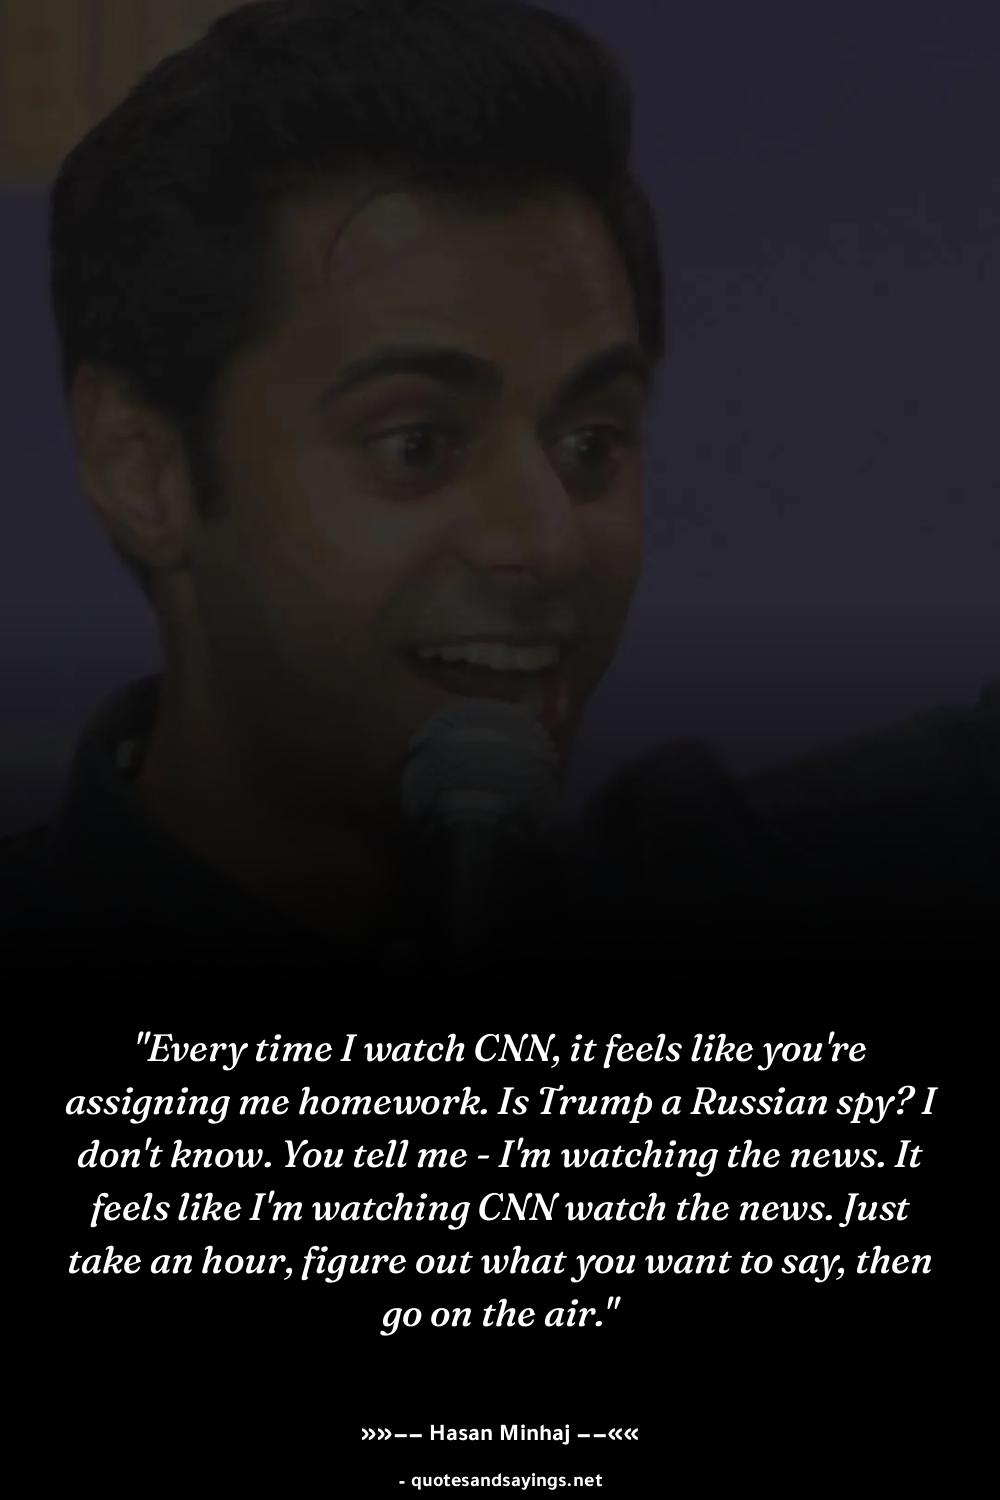 "Every time I watch CNN, it feels like you're
assigning me homework. Is Trump a Russian spy? I
don't know. You tell me - I'm watching the news. It
feels like I'm watching CNN watch the news. Just
take an hour, figure out what you want to say, then
go on the air."
»»−− Hasan Minhaj −−««
- quotesandsayings.net